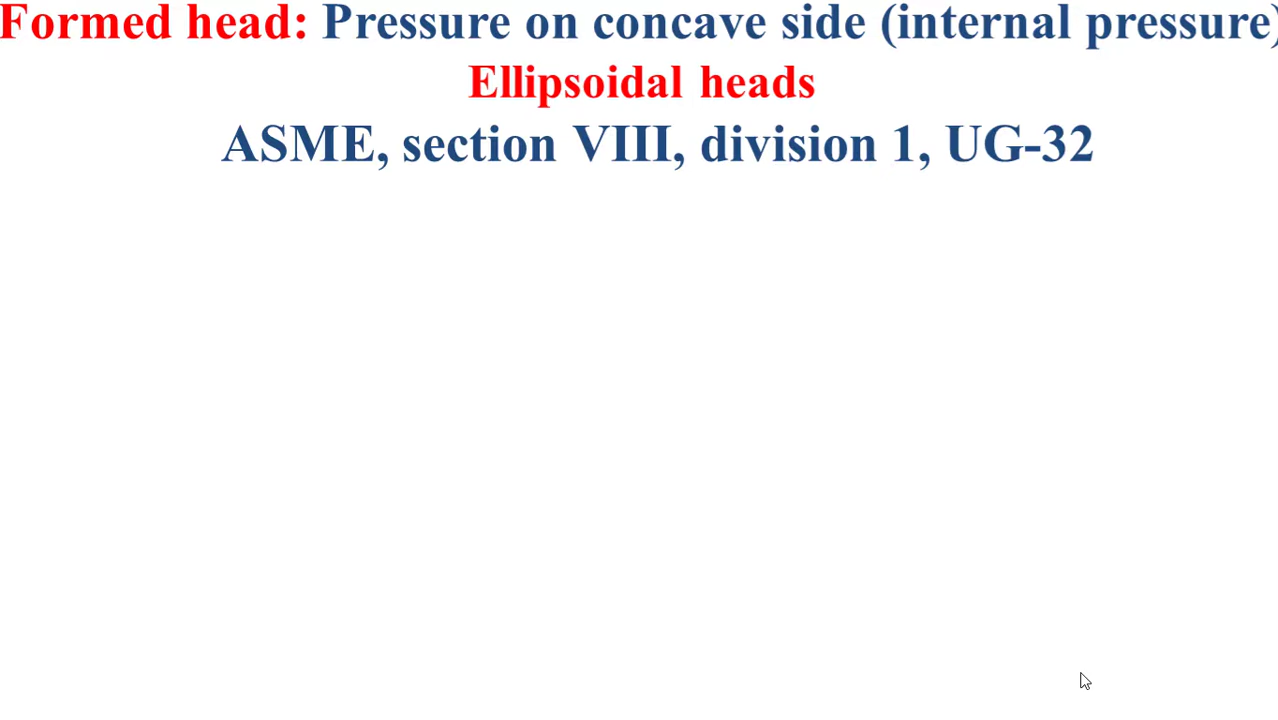 Formed head: Pressure on concave side (internal pressure)
Ellipsoidal heads
ASME, section VIII, division 1, UG-32